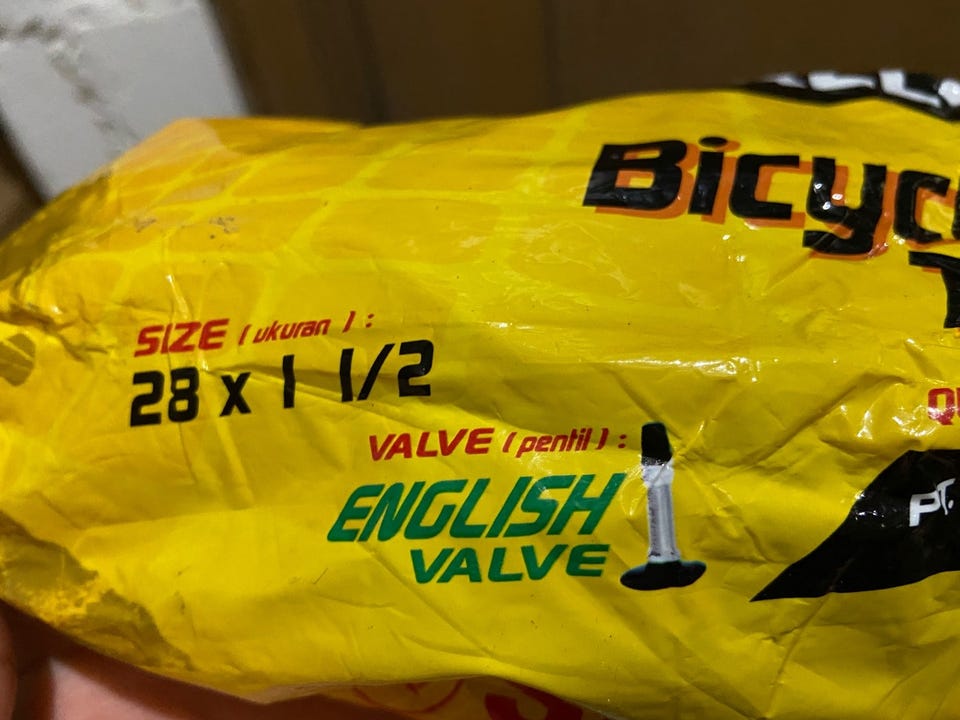 Bicyc
SIZE ( ukuran ) :
28 x 1 1/2
VALVE ( pentil ) :
ENGLISH
VALVE
PT.